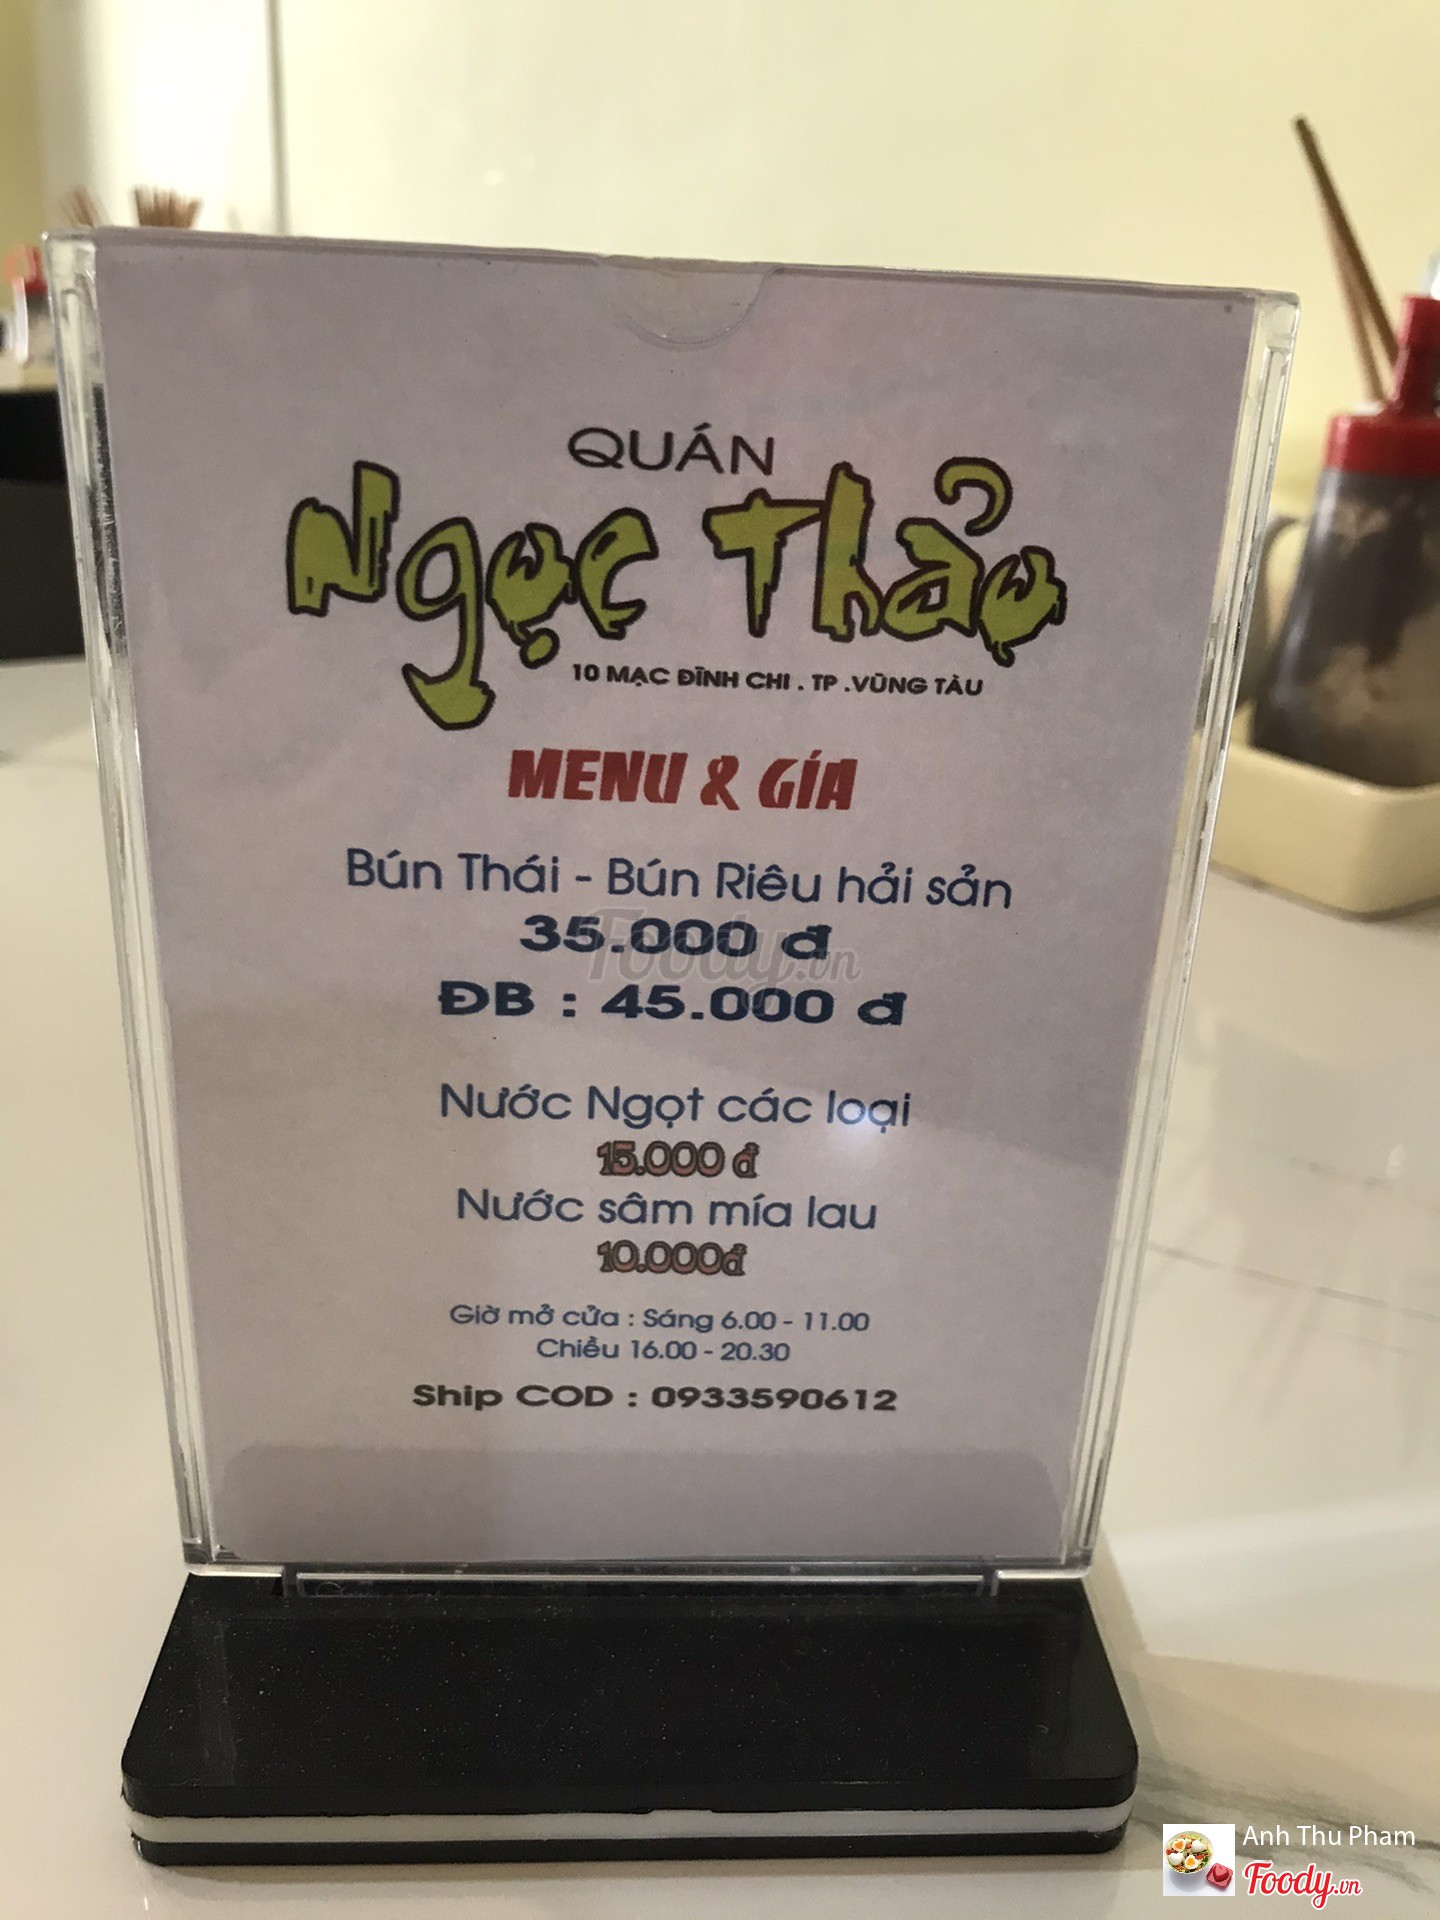 QUÁN
Ngọc Thảo
10 MẠC ĐĨNH CHI . TP .VŨNG TÀU
MENU & GÍA
Bún Thái - Bún Riêu hải sản
35.000 đ
Foody.vn
ĐB : 45.000 đ
Nước Ngọt các loại
15.000 đ
Nước sâm mía lau
10.000đ
Giờ mở cửa : Sáng 6.00 - 11.00
Chiều 16.00 - 20.30
Ship COD : 0933590612
Anh Thu Pham
Foody.vn